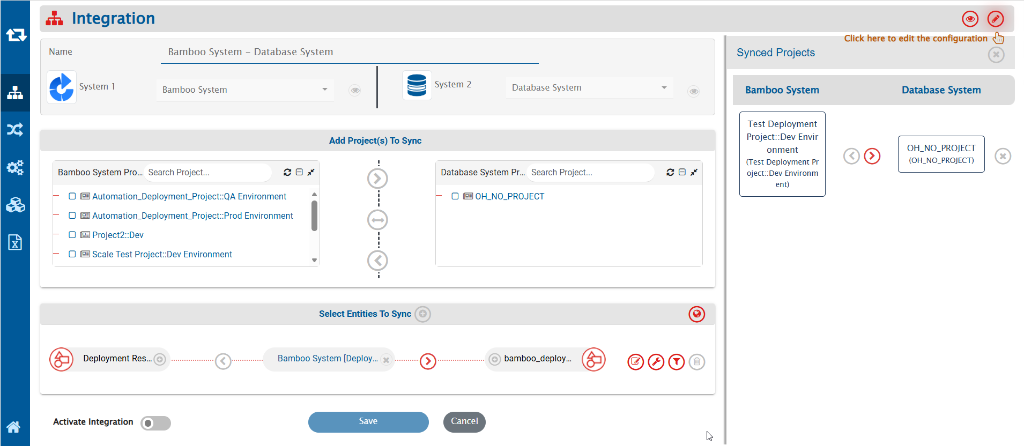 Integration
Click here to edit the configuration
Name
Bamboo System - Database System
System 1
Bamboo System
System 2
Database System
Add Project(s) To Sync
Bamboo System Pro...
Search Project...
Automation_Deployment_Project::QA Environment
Automation_Deployment_Project::Prod Environment
Project2::Dev
Scale Test Project::Dev Environment
Database System Pr...
Search Project...
OH_NO_PROJECT
Select Entities To Sync
Deployment Res...
Bamboo System [Deploy...
bamboo_deploy...
Activate Integration
Save
Cancel
Synced Projects
Bamboo System
Database System
Test Deployment
Project::Dev Envir
onment
(Test Deployment Pr
oject::Dev Environm
ent)
OH_NO_PROJECT
(OH_NO_PROJECT)